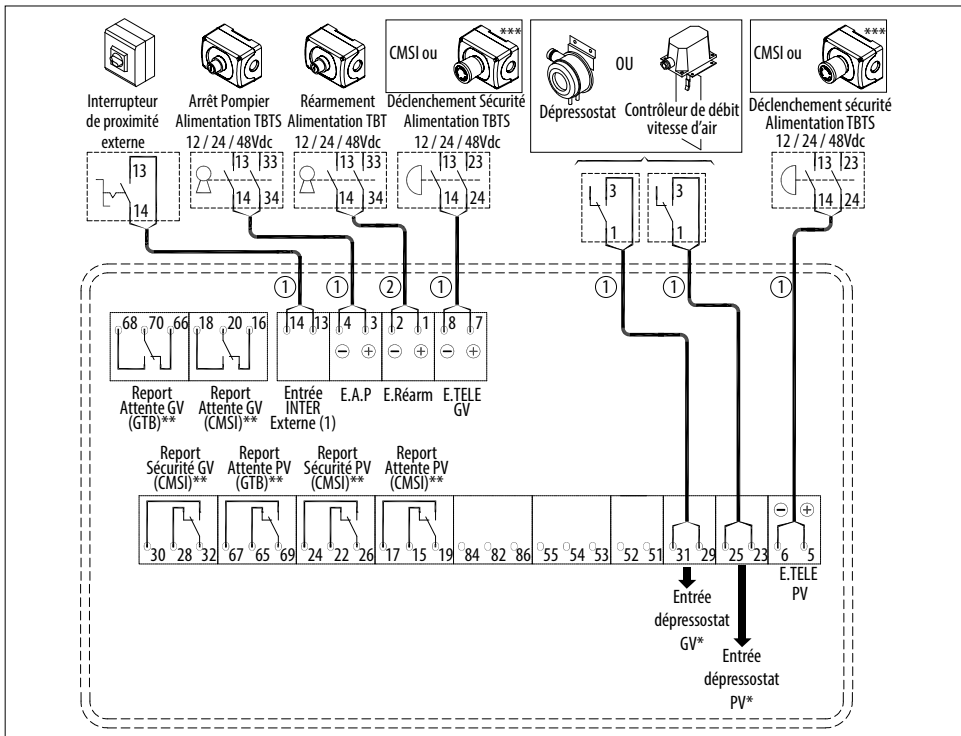 CMSI ou
***
OU
CMSI ou
***
Interrupteur
de proximité
externe
Arrêt Pompier
Alimentation TBTS
12 / 24 / 48Vdc
Réarmement
Alimentation TBT
12 / 24 / 48Vdc
Déclenchement Sécurité
Alimentation TBTS
12 / 24 / 48Vdc
Dépressostat
Contrôleur de débit
vitesse d'air
Déclenchement sécurité
Alimentation TBTS
12 / 24 / 48Vdc
13
14
13 33
14 34
13 33
14 34
13 23
14 24
3
1
3
1
13 23
14 24
1
1
2
1
1
1
1
68 70 66
18 20 16
14 13
4 3
2 1
8 7
⊖ ⊕
⊖ ⊕
⊖ ⊕
Report
Attente GV
(GTB)**
Report
Attente GV
(CMSI)**
Entrée
INTER
Externe (1)
E.A.P
E.Réarm
E.TELE
GV
Report
Sécurité GV
(CMSI)**
Report
Attente PV
(GTB)**
Report
Sécurité PV
(CMSI)**
Report
Attente PV
(CMSI)**
⊖ ⊕
30 28 32
67 65 69
24 22 26
17 15 19
84 82 86
55 54 53
52 51
31 29
25 23
6 5
E.TELE
PV
Entrée
dépressostat
GV*
Entrée
dépressostat
PV*